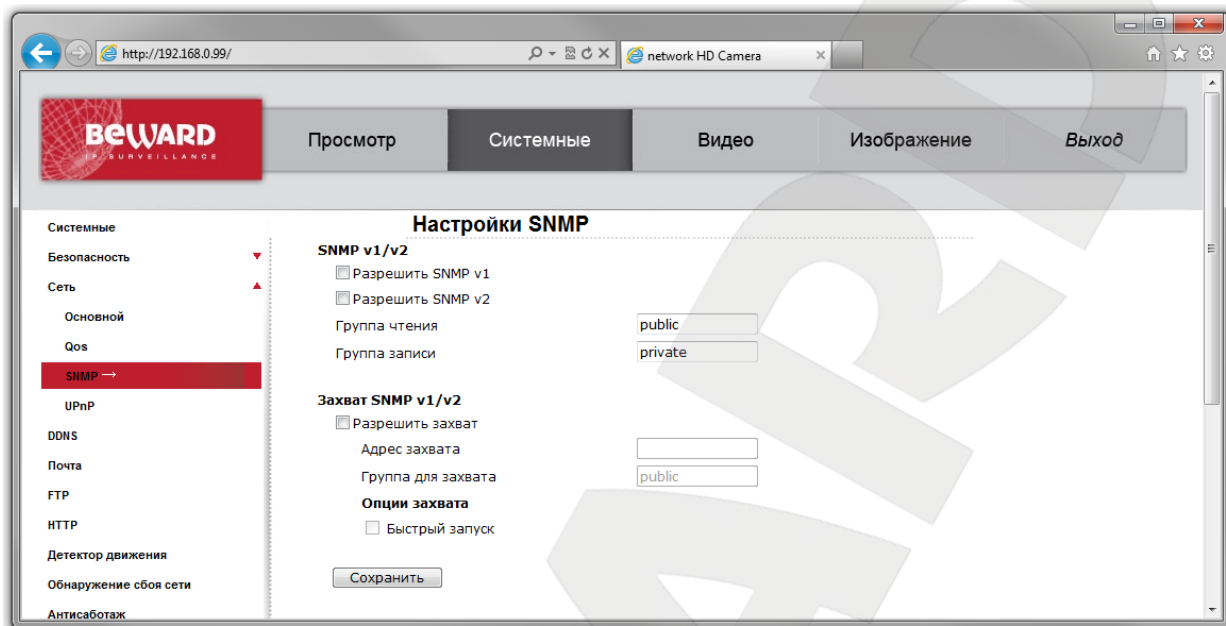 http://192.168.0.99/
network HD Camera
BEWARD
IP SURVEILLANCE
Просмотр
Системные
Видео
Изображение
Выход
Системные
Безопасность
Сеть
Основной
Qos
SNMP →
UPnP
DDNS
Почта
FTP
HTTP
Детектор движения
Обнаружение сбоя сети
Антисаботаж
Настройки SNMP
SNMP v1/v2
Разрешить SNMP v1
Разрешить SNMP v2
Группа чтения public
Группа записи private
Захват SNMP v1/v2
Разрешить захват
Адрес захвата
Группа для захвата public
Опции захвата
Быстрый запуск
Сохранить